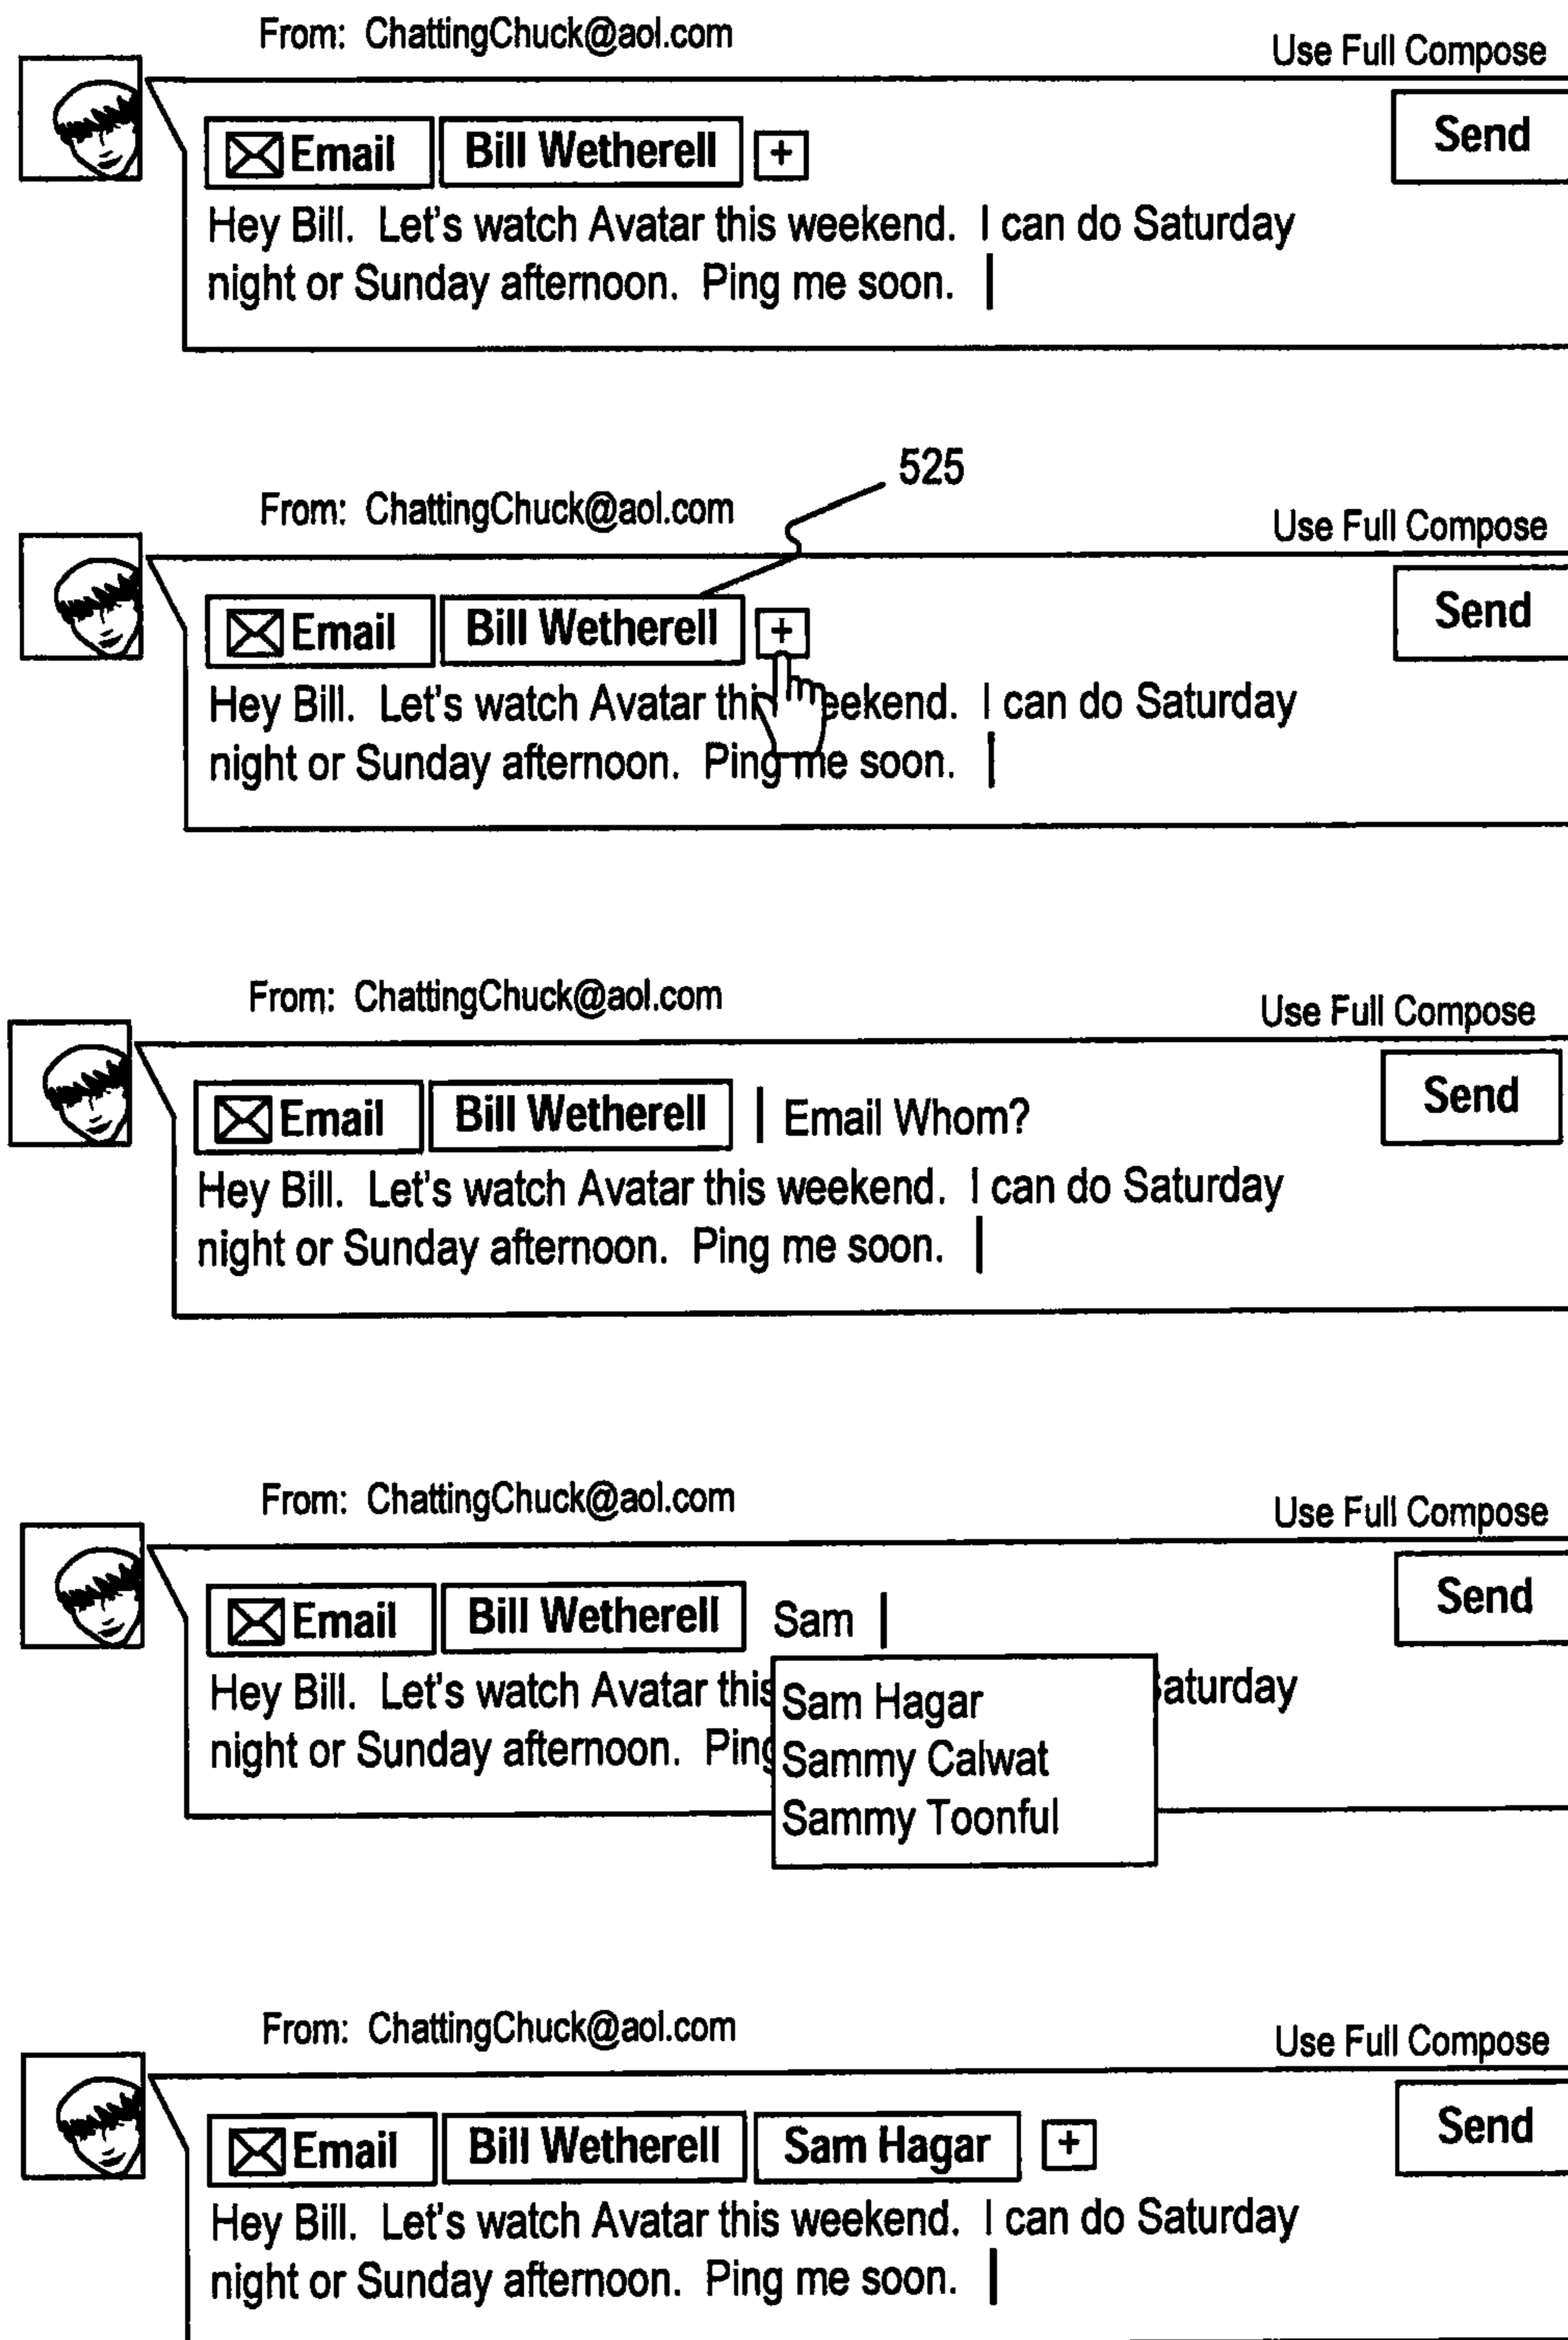 From: ChattingChuck@aol.com
Use Full Compose
Email Bill Wetherell + Send
Hey Bill. Let's watch Avatar this weekend. I can do Saturday
night or Sunday afternoon. Ping me soon.
525
From: ChattingChuck@aol.com
Use Full Compose
Email Bill Wetherell + Send
Hey Bill. Let's watch Avatar thi eekend. I can do Saturday
night or Sunday afternoon. Ping me soon.
From: ChattingChuck@aol.com
Use Full Compose
Email Bill Wetherell Email Whom? Send
Hey Bill. Let's watch Avatar this weekend. I can do Saturday
night or Sunday afternoon. Ping me soon.
From: ChattingChuck@aol.com
Use Full Compose
Email Bill Wetherell Sam Send
Hey Bill. Let's watch Avatar this Sam Hagar aturday
night or Sunday afternoon. Ping Sammy Calwat
Sammy Toonful
From: ChattingChuck@aol.com
Use Full Compose
Email Bill Wetherell Sam Hagar + Send
Hey Bill. Let's watch Avatar this weekend. I can do Saturday
night or Sunday afternoon. Ping me soon.